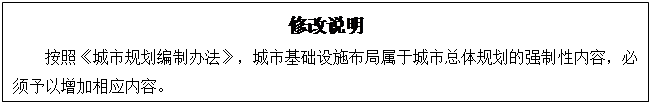 修改说明
按照《城市规划编制办法》，城市基础设施布局属于城市总体规划的强制性内容，必
须予以增加相应内容。